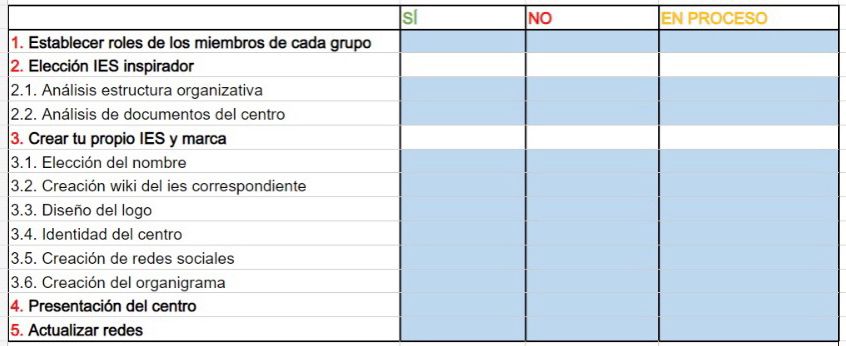 SÍ NO EN PROCESO
1. Establecer roles de los miembros de cada grupo
2. Elección IES inspirador
2.1. Análisis estructura organizativa
2.2. Análisis de documentos del centro
3. Crear tu propio IES y marca
3.1. Elección del nombre
3.2. Creación wiki del ies correspondiente
3.3. Diseño del logo
3.4. Identidad del centro
3.5. Creación de redes sociales
3.6. Creación del organigrama
4. Presentación del centro
5. Actualizar redes